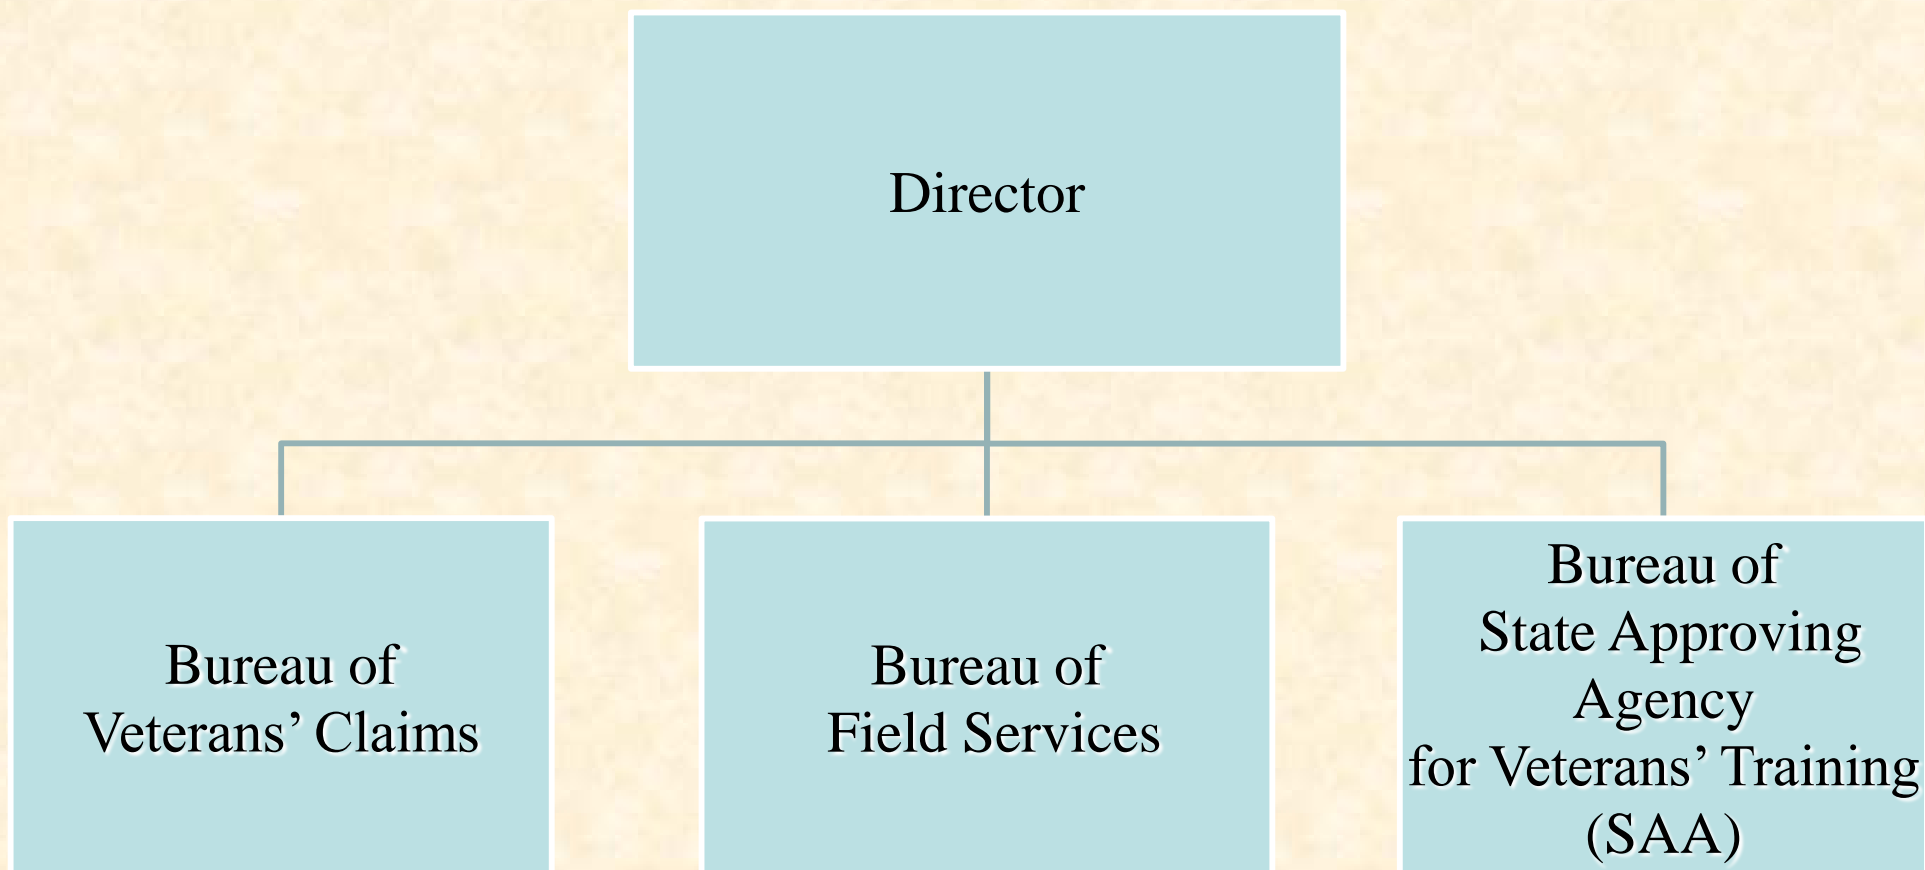 Director
Bureau of
Veterans’ Claims
Bureau of
Field Services
Bureau of
State Approving
Agency
for Veterans’ Training
(SAA)